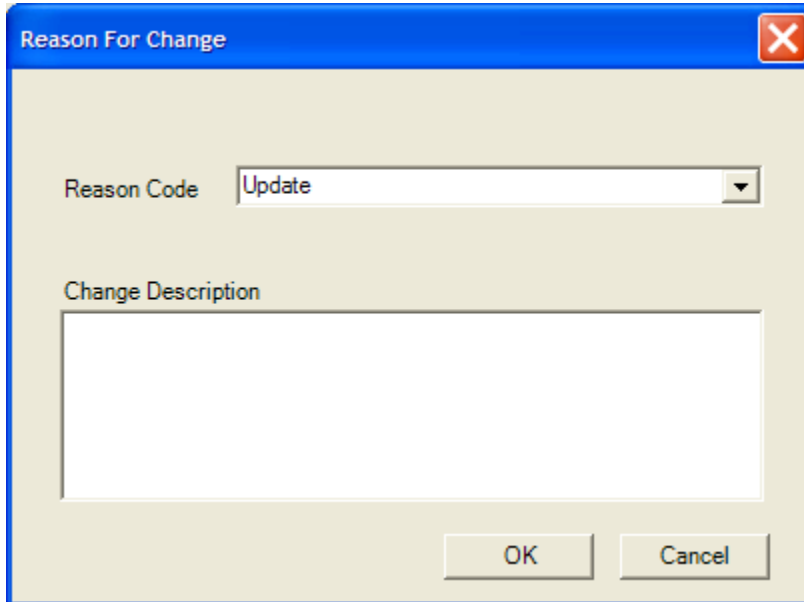 Reason For Change
Reason Code Update
Change Description
OK Cancel